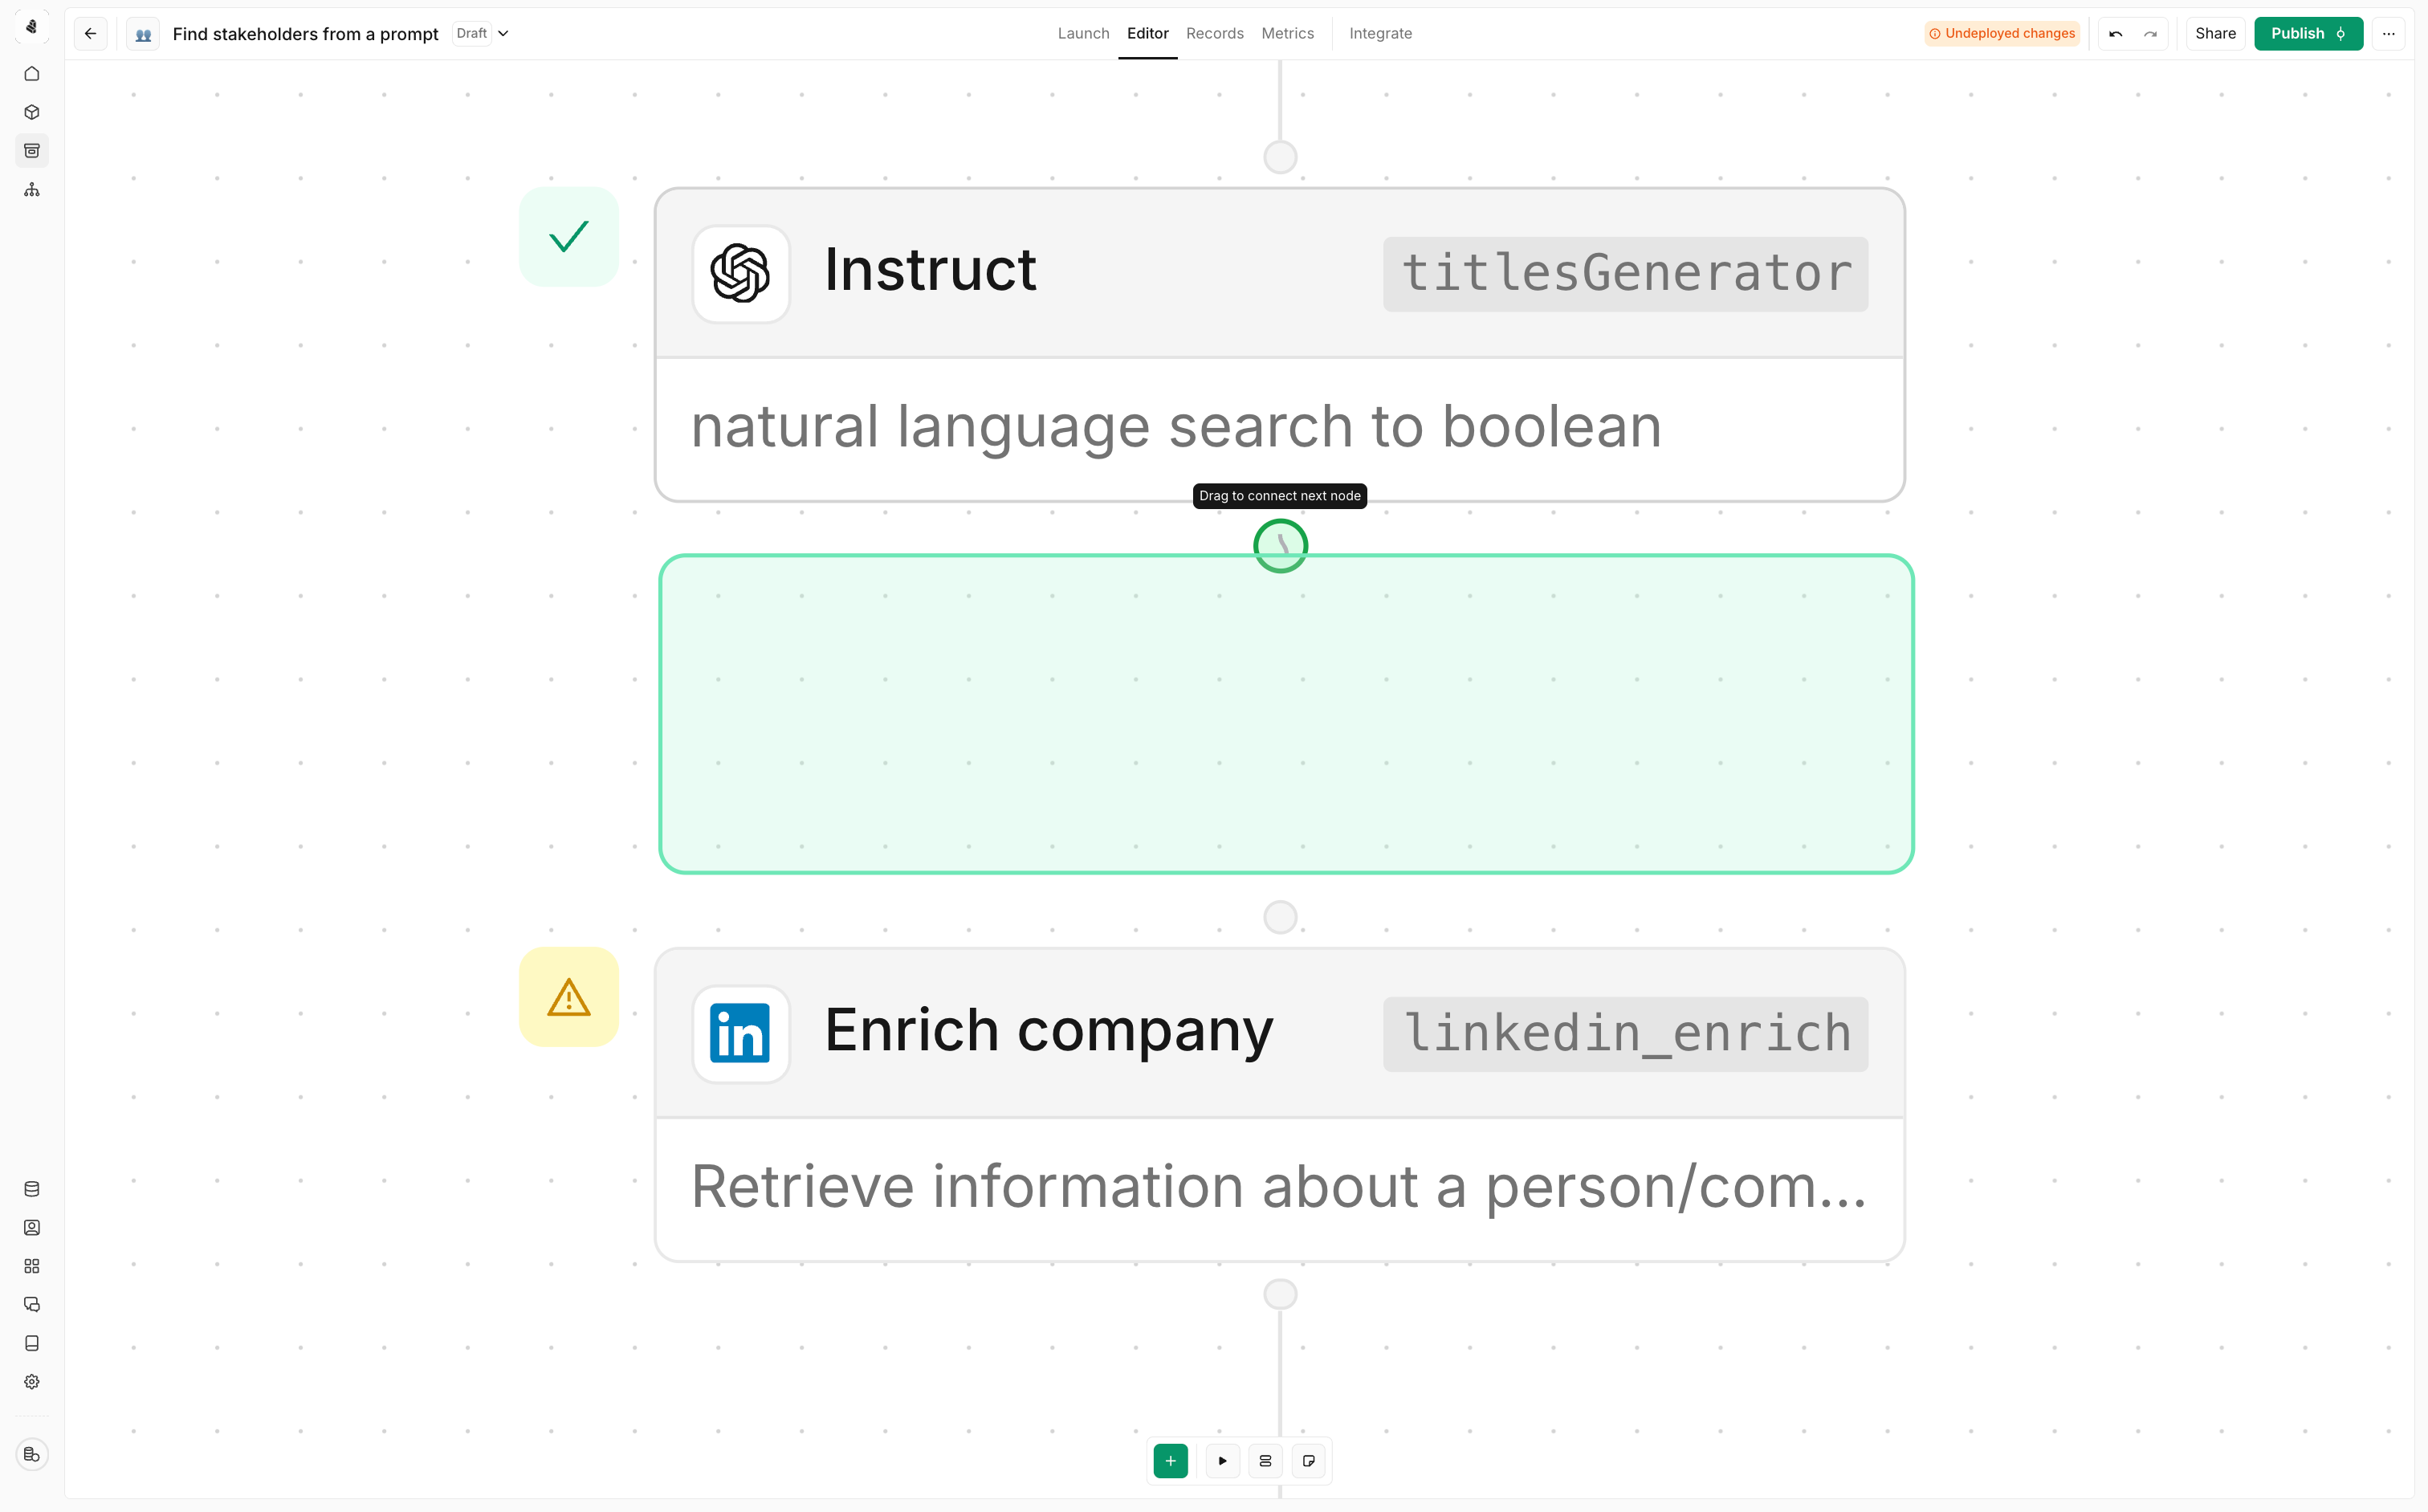 Find stakeholders from a prompt Draft Launch Editor Records Metrics Integrate Undeployed changes Share Publish
Instruct titlesGenerator
natural language search to boolean
Drag to connect next node
Enrich company linkedin_enrich
Retrieve information about a person/com...